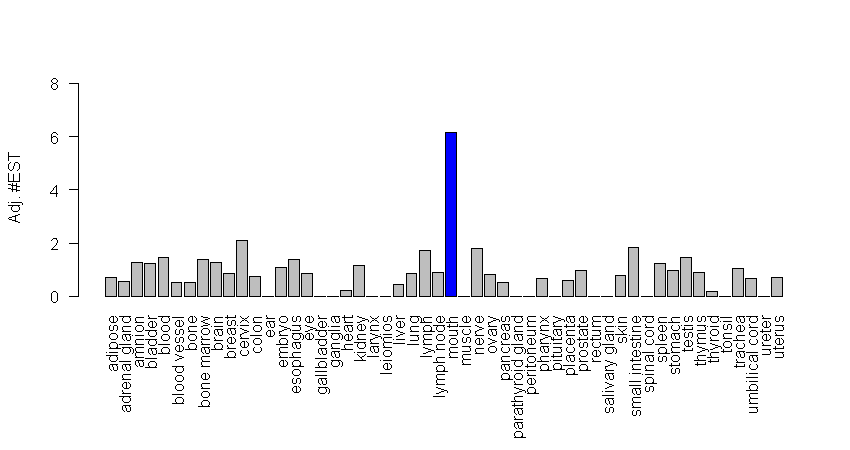 Adj. #EST
8
6
4
2
0
adipose
adrenal gland
amnion
bladder
blood
blood vessel
bone
bone marrow
brain
breast
cervix
colon
ear
embryo
esophagus
eye
gallbladder
ganglia
heart
kidney
larynx
leiomios
liver
lung
lymph
lymph node
mouth
muscle
nerve
ovary
pancreas
parathyroid gland
peritoneum
pharynx
pituitary
placenta
prostate
rectum
salivary gland
skin
small intestine
spinal cord
spleen
stomach
testis
thymus
thyroid
tonsil
trachea
umbilical cord
ureter
uterus